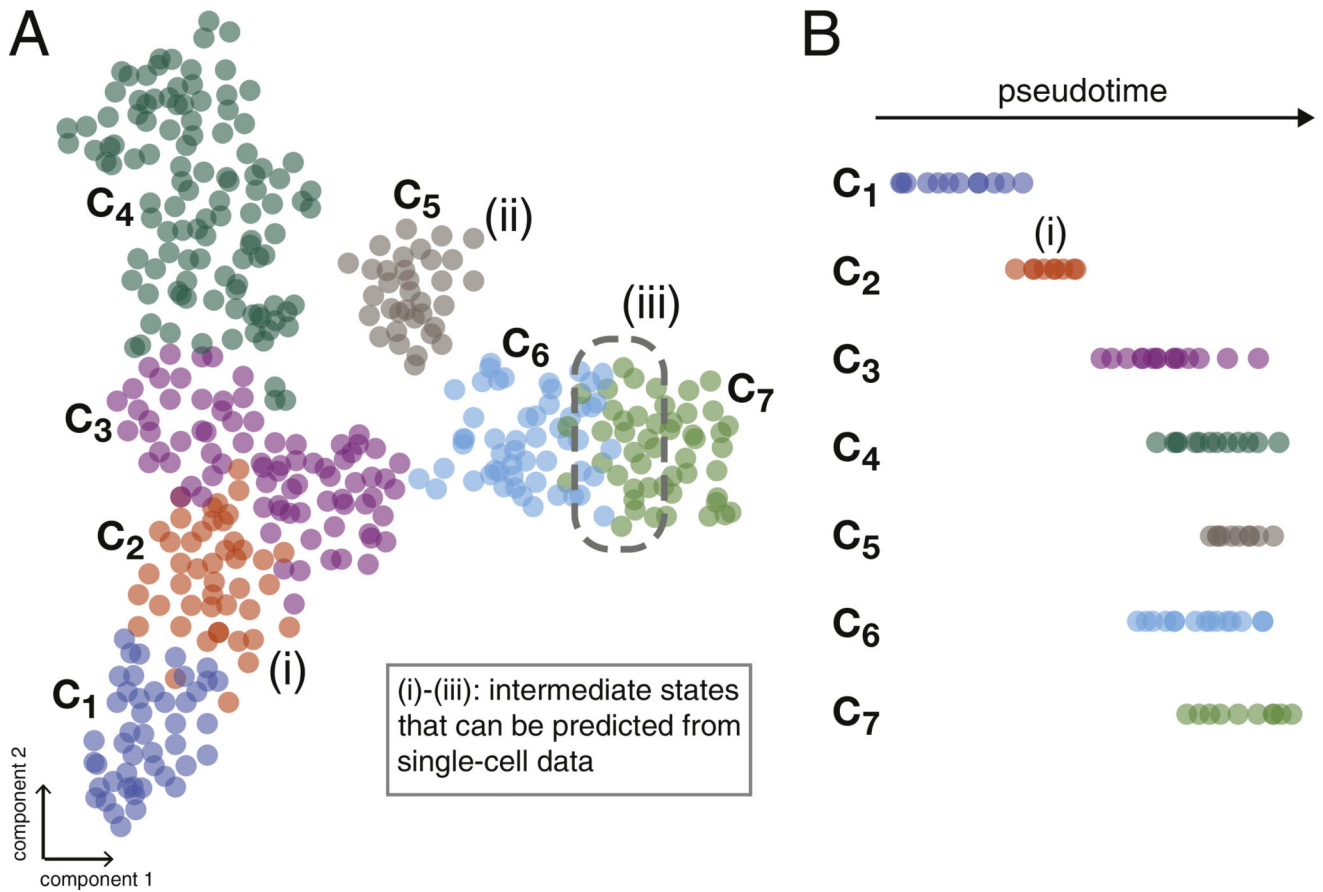 A
C4
C5
(ii)
(iii)
C6
C7
C3
C2
(i)
C1
(i)-(iii): intermediate states
that can be predicted from
single-cell data
component 2
component 1
B
pseudotime
C1
(i)
C2
C3
C4
C5
C6
C7